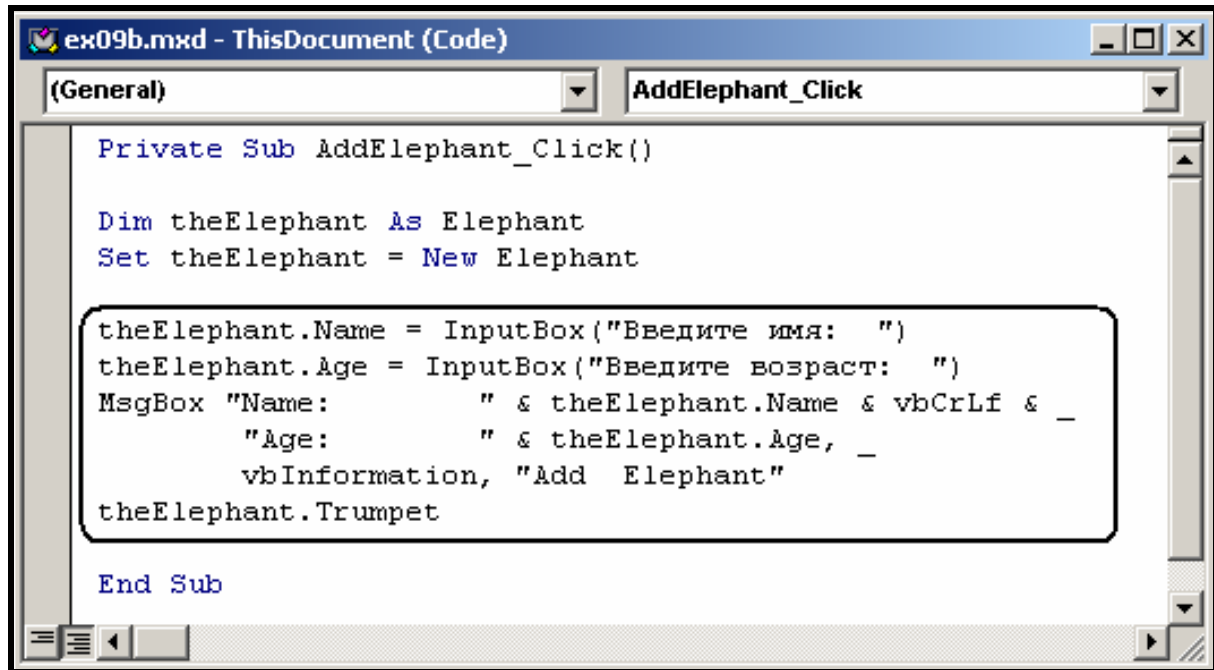 ex09b.mxd - ThisDocument (Code)
(General) AddElephant_Click
Private Sub AddElephant_Click()
Dim theElephant As Elephant
Set theElephant = New Elephant
theElephant.Name = InputBox("Введите имя:  ")
theElephant.Age = InputBox("Введите возраст:  ")
MsgBox "Name:        " & theElephant.Name & vbCrLf & _
"Age:        " & theElephant.Age, _
vbInformation, "Add  Elephant"
theElephant.Trumpet
End Sub